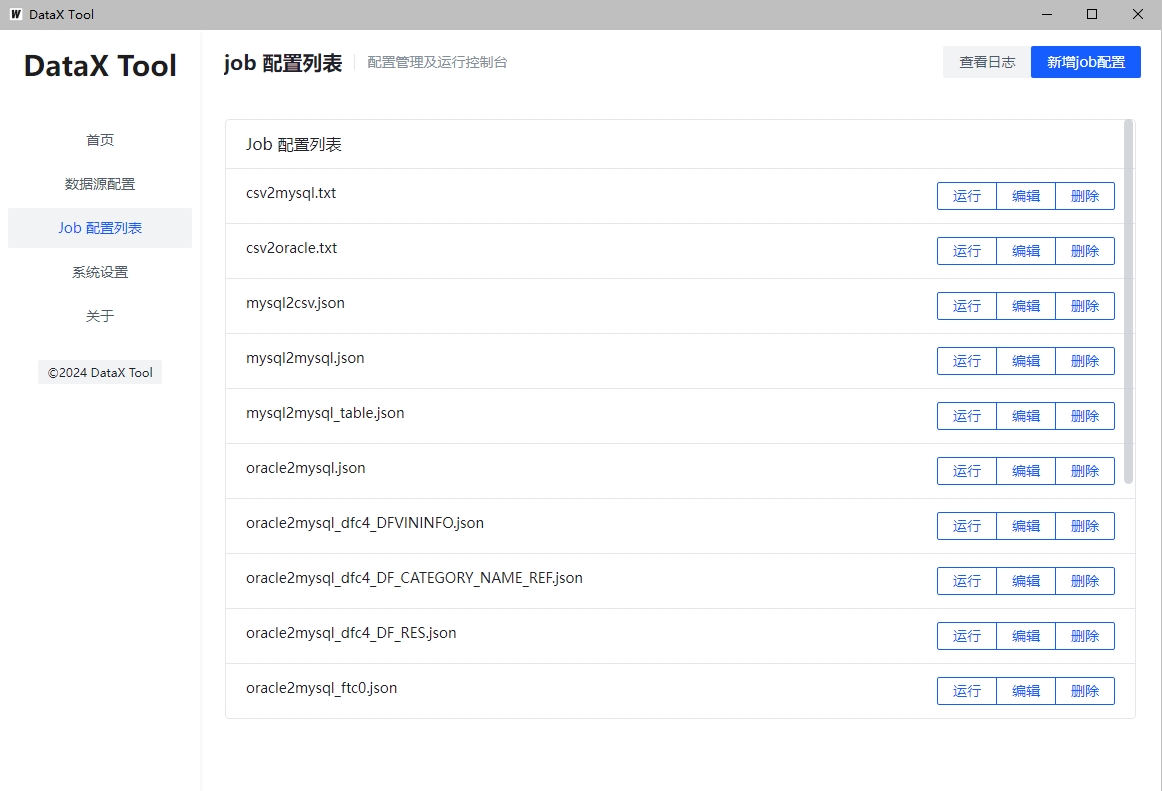 DataX Tool
DataX Tool
首页
数据源配置
Job 配置列表
系统设置
关于
©2024 DataX Tool
job 配置列表 配置管理及运行控制台 查看日志 新增job配置
Job 配置列表
csv2mysql.txt 运行 编辑 删除
csv2oracle.txt 运行 编辑 删除
mysql2csv.json 运行 编辑 删除
mysql2mysql.json 运行 编辑 删除
mysql2mysql_table.json 运行 编辑 删除
oracle2mysql.json 运行 编辑 删除
oracle2mysql_dfc4_DFVININFO.json 运行 编辑 删除
oracle2mysql_dfc4_DF_CATEGORY_NAME_REF.json 运行 编辑 删除
oracle2mysql_dfc4_DF_RES.json 运行 编辑 删除
oracle2mysql_ftc0.json 运行 编辑 删除